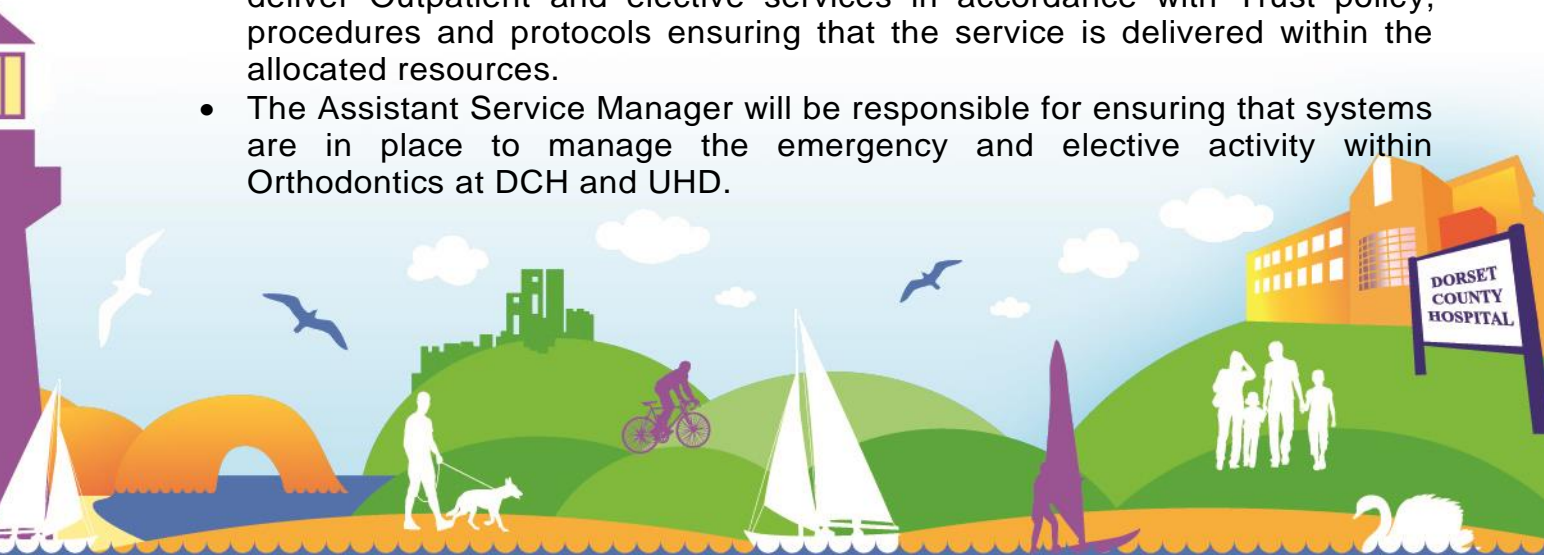 deliver Outpatient and elective services in accordance with Trust policy,
procedures and protocols ensuring that the service is delivered within the
allocated resources.
• The Assistant Service Manager will be responsible for ensuring that systems
are in place to manage the emergency and elective activity within
Orthodontics at DCH and UHD.
DORSET
COUNTY
HOSPITAL